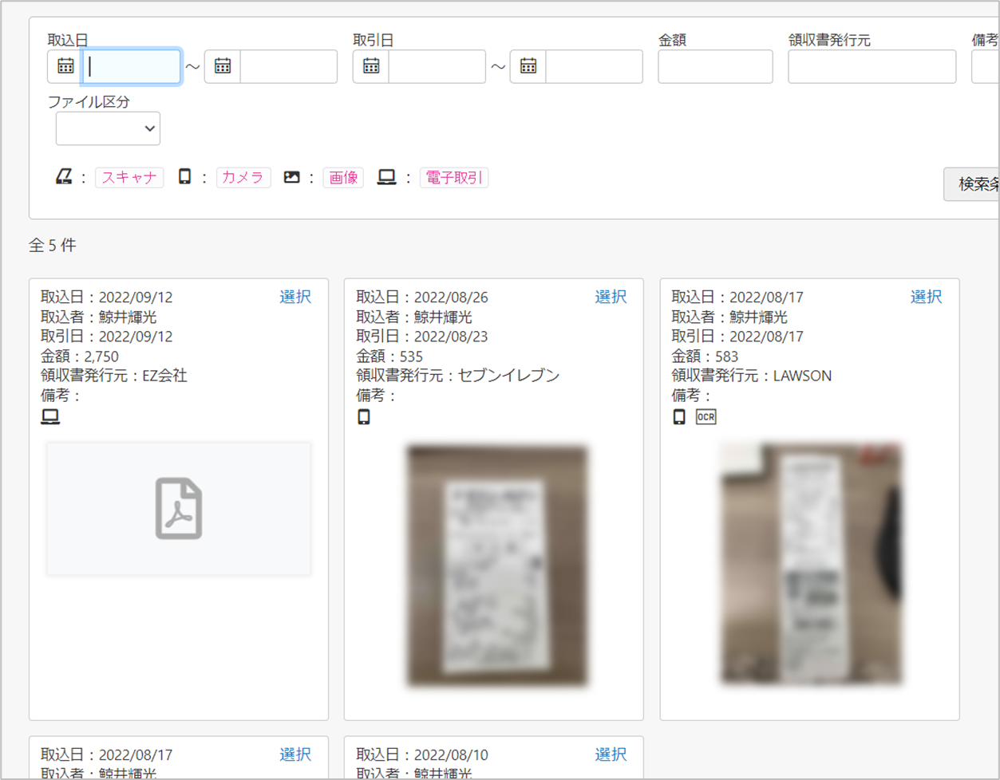 取込日 取引日 金額 領収書発行元 備考
～ ～
ファイル区分
： スキャナ ： カメラ ： 画像 ： 電子取引
検索条
全 5 件
取込日：2022/09/12 選択
取込者：鯨井輝光
取引日：2022/09/12
金額：2,750
領収書発行元：EZ会社
備考：
取込日：2022/08/26 選択
取込者：鯨井輝光
取引日：2022/08/23
金額：535
領収書発行元：セブンイレブン
備考：
取込日：2022/08/17 選択
取込者：鯨井輝光
取引日：2022/08/17
金額：583
領収書発行元：LAWSON
備考：
OCR
取込日：2022/08/17 選択
取込者：鯨井輝光
取込日：2022/08/10 選択
取込者：鯨井輝光